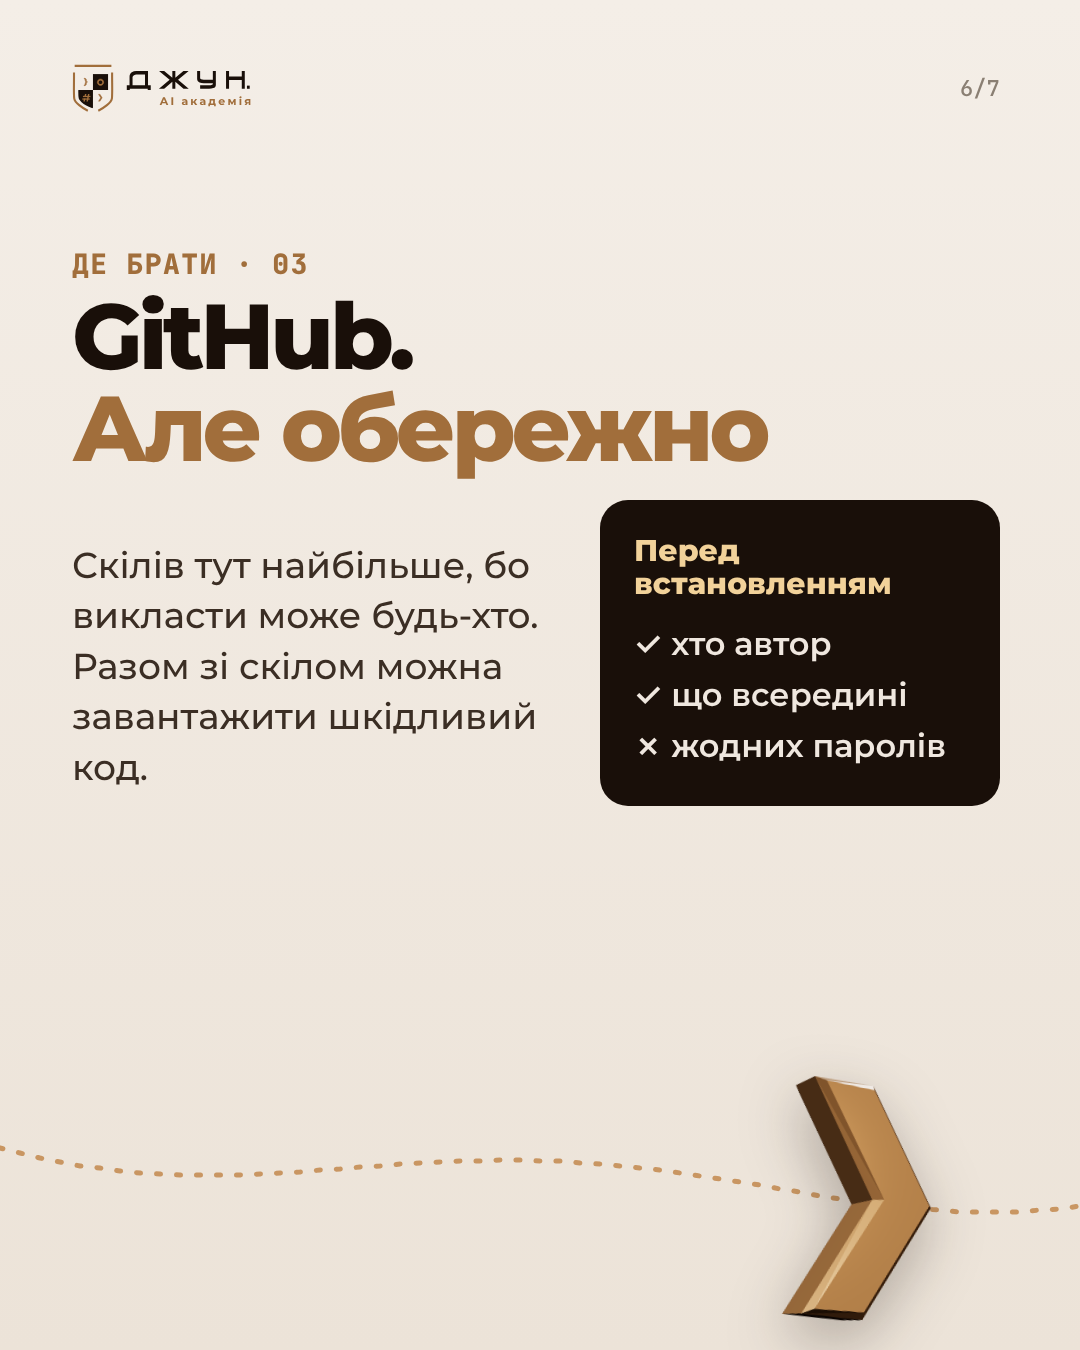 ДЖУН.
AI академія
6/7
ДЕ БРАТИ · 03
GitHub.
Але обережно
Скілів тут найбільше, бо
викласти може будь-хто.
Разом зі скілом можна
завантажити шкідливий
код.
Перед
встановленням
✓ хто автор
✓ що всередині
× жодних паролів